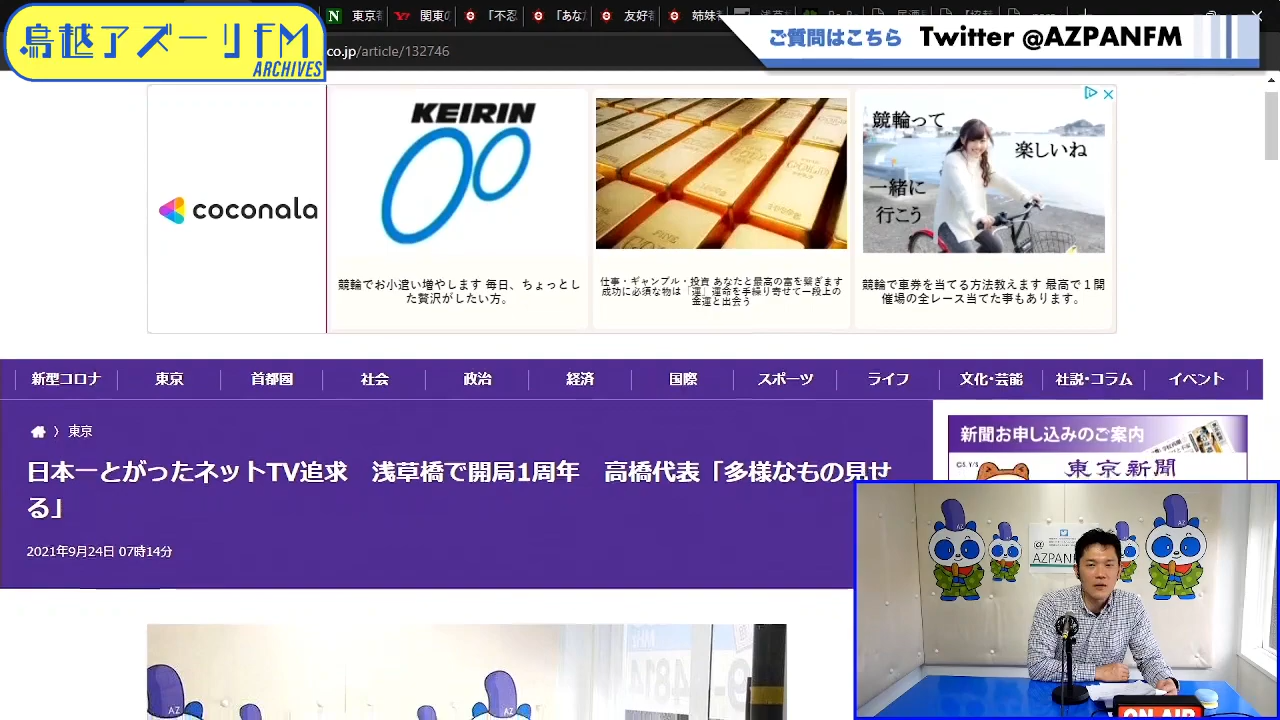 鳥越アズーリFM
ARCHIVES
東京
「不
「あな
友好
姉妹
ご質問はこちら Twitter @AZPANFM
co.jp/article/132746
coconala
KEIRIN
競輪でお小遣い増やします 毎日、ちょっとし
た贅沢がしたい方。
仕事・ギャンブル・投資 あなたと最高の富を繋ぎます
成功に必須な物は「運」運命を手繰り寄せて一段上の
金運と出会う
競輪って
楽しいね
一緒に
行こう
競輪で車券を当てる方法教えます 最高で１開
催場の全レース当てた事もあります。
新型コロナ
東京
首都圏
社会
政治
経済
国際
スポーツ
ライフ
文化・芸能
社説・コラム
イベント
〉 東京
日本一とがったネットTV追求　浅草橋で開局1周年　高橋代表「多様なもの見せ
る」
2021年9月24日 07時14分
新聞お申し込みのご案内
東京新聞
AZ
@
AZPANF
AZ
AZ
ON AIR